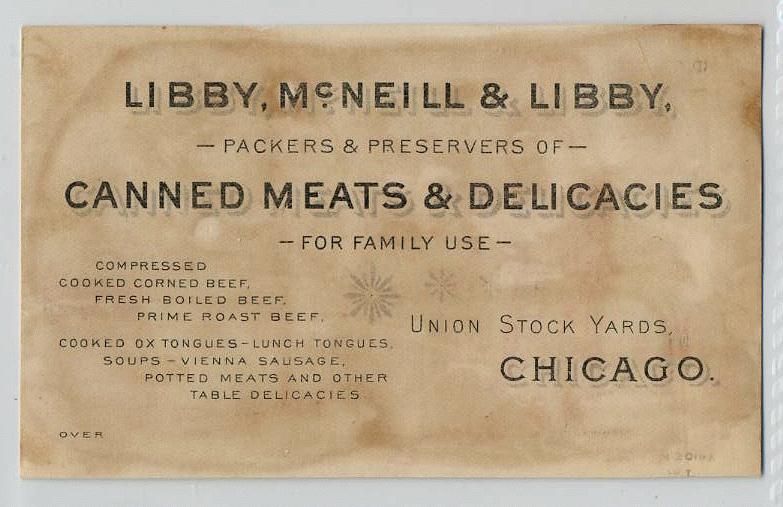 LIBBY, McNEILL & LIBBY,
— PACKERS & PRESERVERS OF —
CANNED MEATS & DELICACIES
— FOR FAMILY USE —
COMPRESSED
COOKED CORNED BEEF,
FRESH BOILED BEEF,
PRIME ROAST BEEF,
COOKED OX TONGUES – LUNCH TONGUES,
SOUPS – VIENNA SAUSAGE,
POTTED MEATS AND OTHER
TABLE DELICACIES
UNION STOCK YARDS,
CHICAGO.
OVER